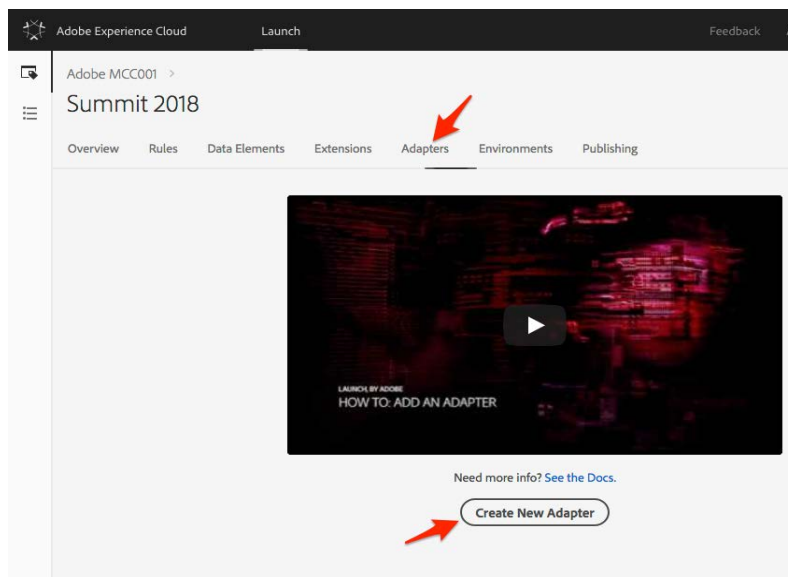 Adobe Experience Cloud Launch Feedback
Adobe MCC001 >
Summit 2018
Overview Rules Data Elements Extensions Adapters Environments Publishing
LAUNCH, BY ADOBE
HOW TO: ADD AN ADAPTER
Need more info? See the Docs.
Create New Adapter